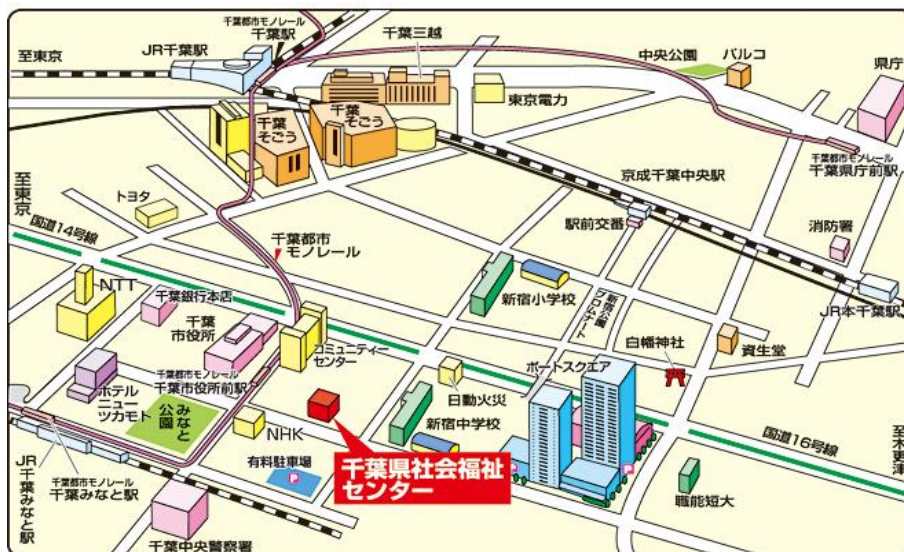 千葉都市モノレール
千葉駅
JR千葉駅
至東京
千葉三越
中央公園
パルコ
県庁
東京電力
千葉
そごう
千葉
そごう
千葉都市モノレール
千葉県庁前駅
京成千葉中央駅
駅前交番
消防署
至東京
トヨタ
国道14号線
千葉都市
モノレール
新宿小学校
新宿公園
プロムナード
JR本千葉駅
NTT
千葉銀行本店
千葉
市役所
コミュニティー
センター
白幡神社
資生堂
ポートスクエア
千葉都市モノレール
千葉市役所前駅
日動火災
ホテル
ニュー
ツカモト
みなと
公園
NHK
新宿中学校
国道16号線
至木更津
有料駐車場
P
千葉県社会福祉
センター
P
P
職能短大
JR千葉みなと駅
千葉都市モノレール
千葉みなと駅
千葉中央警察署